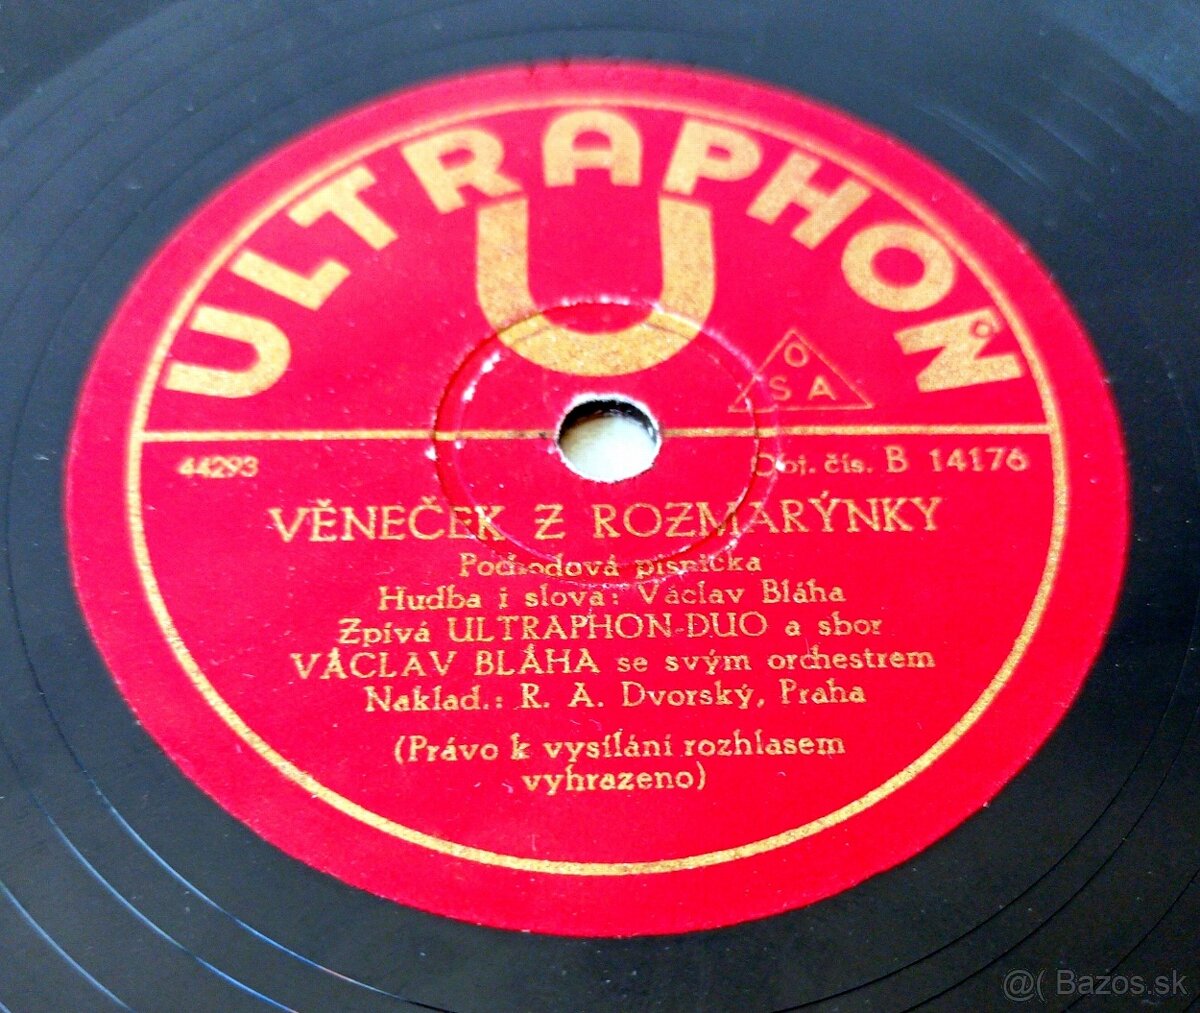 ULTRAPHON
U
O
S A
44293
Obj. čís. B 14176
VĚNEČEK Z ROZMARÝNKY
Pochodová písnička
Hudba i slova: Václav Bláha
Zpívá ULTRAPHON-DUO a sbor
VÁCLAV BLÁHA se svým orchestrem
Naklad.: R. A. Dvorský, Praha
(Právo k vysílání rozhlasem
vyhrazeno)
@( Bazos.sk